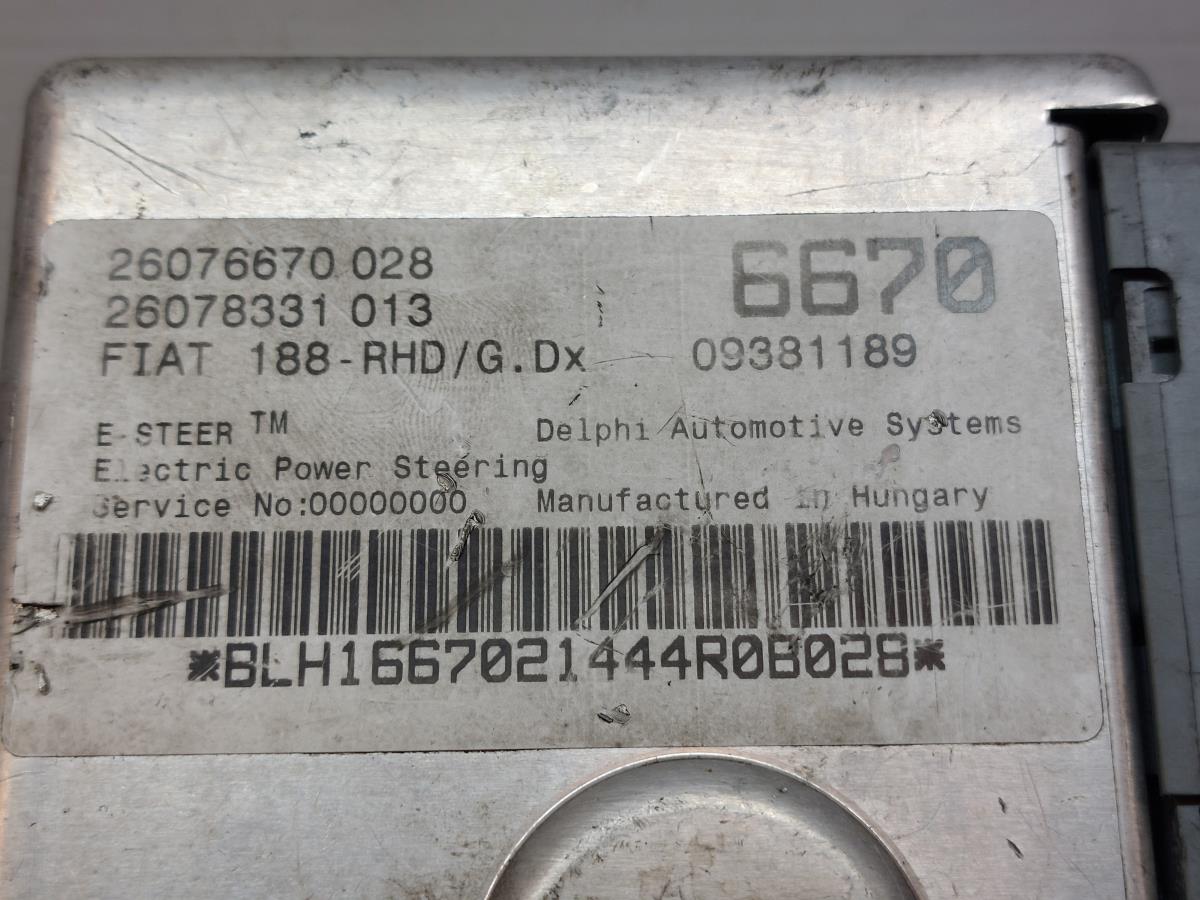 26076670 028 6670
26078331 013
FIAT 188-RHD/G.Dx 09381189
E-STEER TM Delphi Automotive Systems
Electric Power Steering
Service No:00000000 Manufactured in Hungary
*BLH1667021444R0B028*